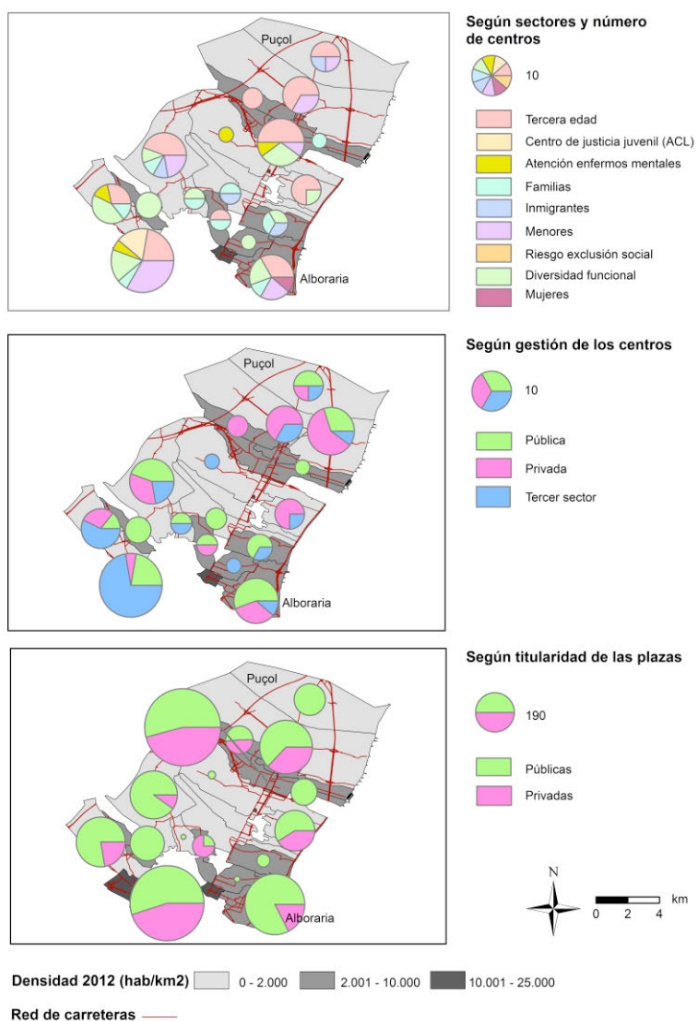 Según sectores y número
de centros
10
Tercera edad
Centro de justicia juvenil (ACL)
Atención enfermos mentales
Familias
Inmigrantes
Menores
Riesgo exclusión social
Diversidad funcional
Mujeres
Puçol
Alboraria
Según gestión de los centros
10
Pública
Privada
Tercer sector
Puçol
Alboraria
Según titularidad de las plazas
190
Públicas
Privadas
Puçol
Alboraria
N
km
0 2 4
Densidad 2012 (hab/km2) 0 - 2.000 2.001 - 10.000 10.001 - 25.000
Red de carreteras